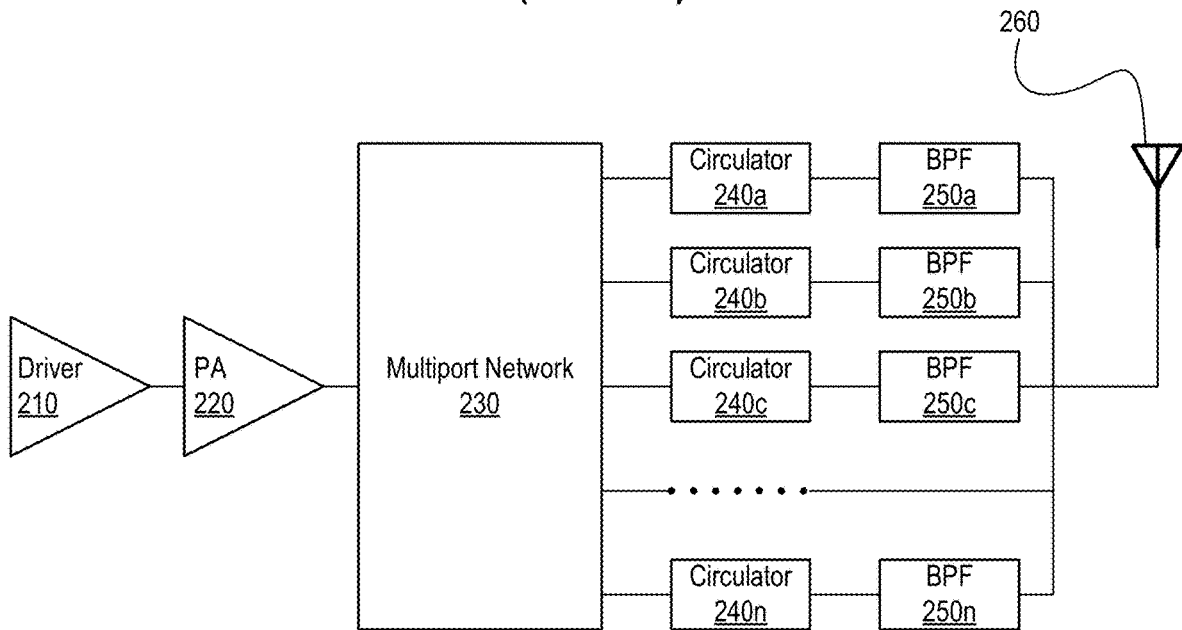 260
Circulator
240a
BPF
250a
Circulator
240b
BPF
250b
Driver
210
PA
220
Multiport Network
230
Circulator
240c
BPF
250c
Circulator
240n
BPF
250n